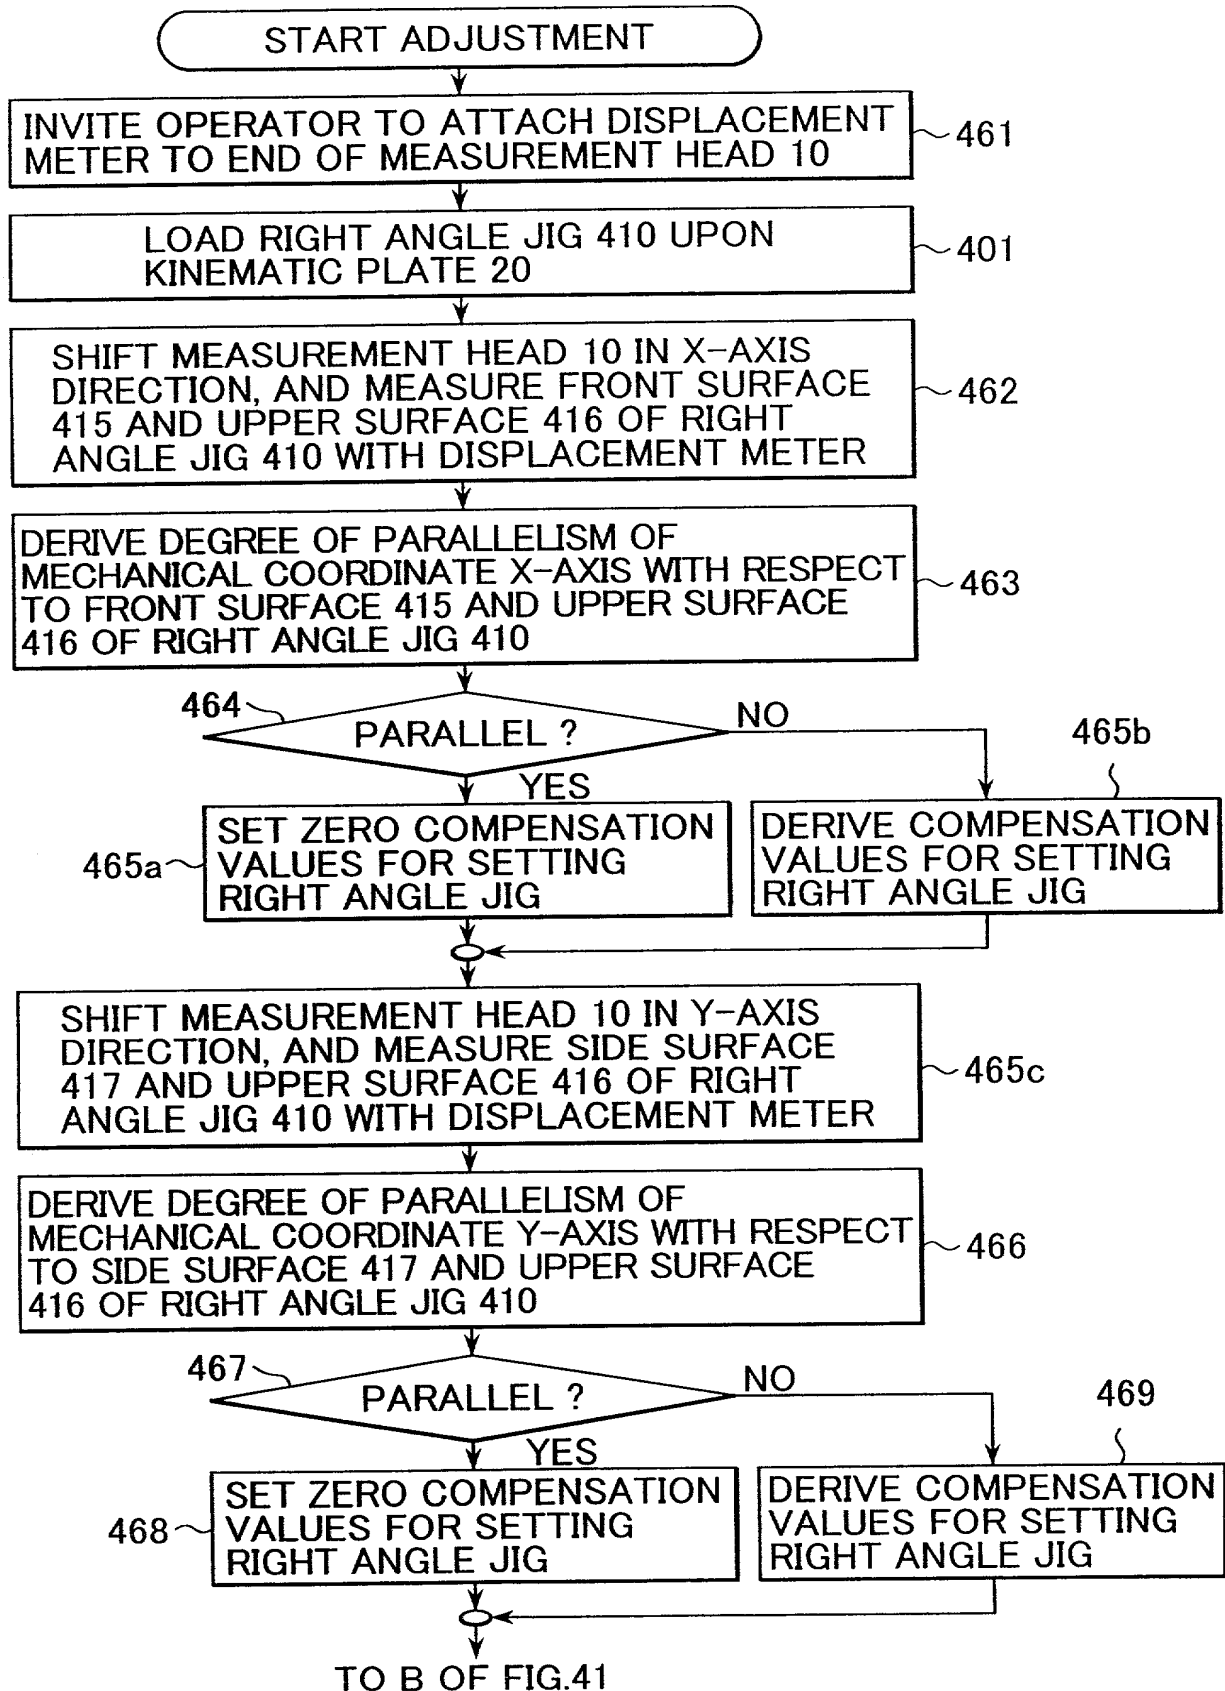 START ADJUSTMENT
INVITE OPERATOR TO ATTACH DISPLACEMENT
METER TO END OF MEASUREMENT HEAD 10
461
LOAD RIGHT ANGLE JIG 410 UPON
KINEMATIC PLATE 20
401
SHIFT MEASUREMENT HEAD 10 IN X-AXIS
DIRECTION, AND MEASURE FRONT SURFACE
415 AND UPPER SURFACE 416 OF RIGHT
ANGLE JIG 410 WITH DISPLACEMENT METER
462
DERIVE DEGREE OF PARALLELISM OF
MECHANICAL COORDINATE X-AXIS WITH RESPECT
TO FRONT SURFACE 415 AND UPPER SURFACE
416 OF RIGHT ANGLE JIG 410
463
464
PARALLEL ?
NO
YES
465b
SET ZERO COMPENSATION
VALUES FOR SETTING
RIGHT ANGLE JIG
465a
DERIVE COMPENSATION
VALUES FOR SETTING
RIGHT ANGLE JIG
SHIFT MEASUREMENT HEAD 10 IN Y-AXIS
DIRECTION, AND MEASURE SIDE SURFACE
417 AND UPPER SURFACE 416 OF RIGHT
ANGLE JIG 410 WITH DISPLACEMENT METER
465c
DERIVE DEGREE OF PARALLELISM OF
MECHANICAL COORDINATE Y-AXIS WITH RESPECT
TO SIDE SURFACE 417 AND UPPER SURFACE
416 OF RIGHT ANGLE JIG 410
466
467
PARALLEL ?
NO
YES
469
SET ZERO COMPENSATION
VALUES FOR SETTING
RIGHT ANGLE JIG
468
DERIVE COMPENSATION
VALUES FOR SETTING
RIGHT ANGLE JIG
TO B OF FIG.41